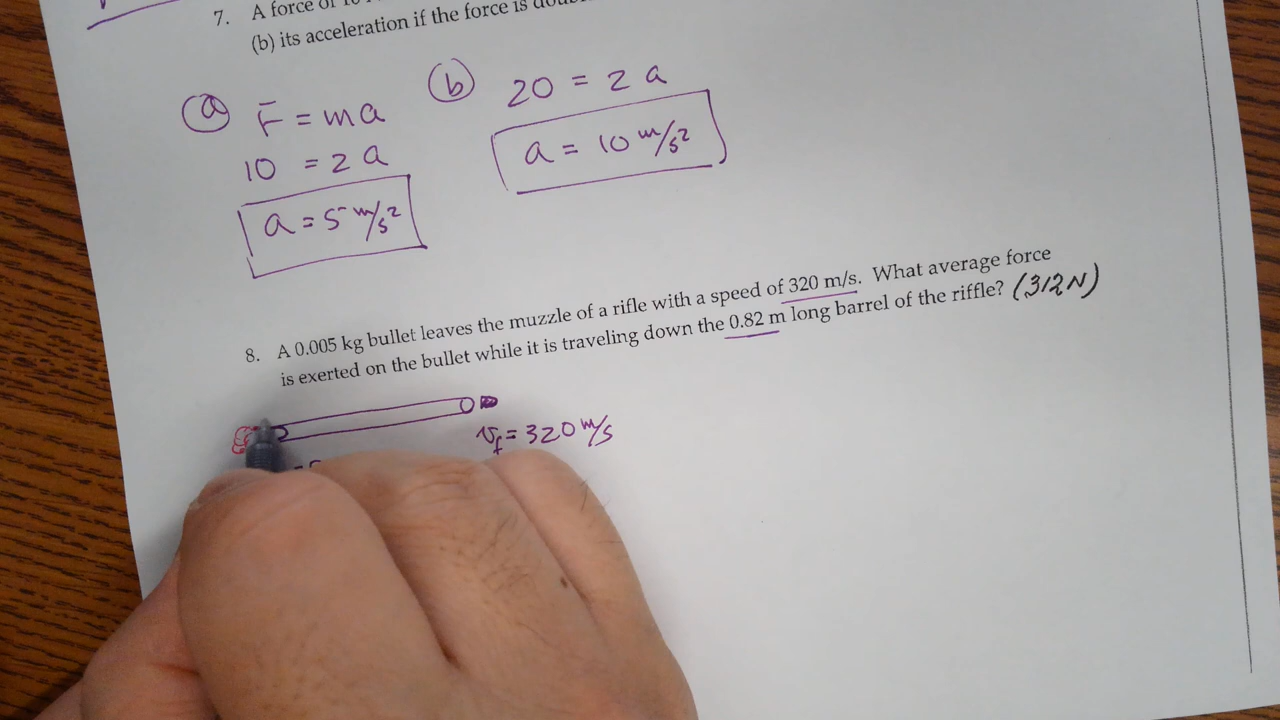 7. A force of 10
(b) its acceleration if the force is
(a) F = ma
10 = 2 a
a = 5 m/s²
(b) 20 = 2 a
a = 10 m/s²
8. A 0.005 kg bullet leaves the muzzle of a rifle with a speed of 320 m/s. What average force
is exerted on the bullet while it is traveling down the 0.82 m long barrel of the riffle? (312N)
v_f = 320 m/s